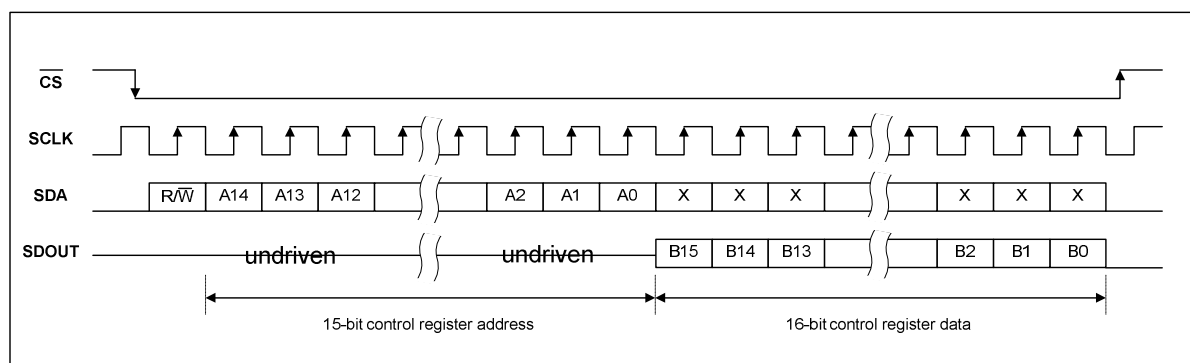 C̅S̅
SCLK
SDA R/W̅ A14 A13 A12 A2 A1 A0 X X X X X X
SDOUT undriven undriven B15 B14 B13 B2 B1 B0
15-bit control register address 16-bit control register data